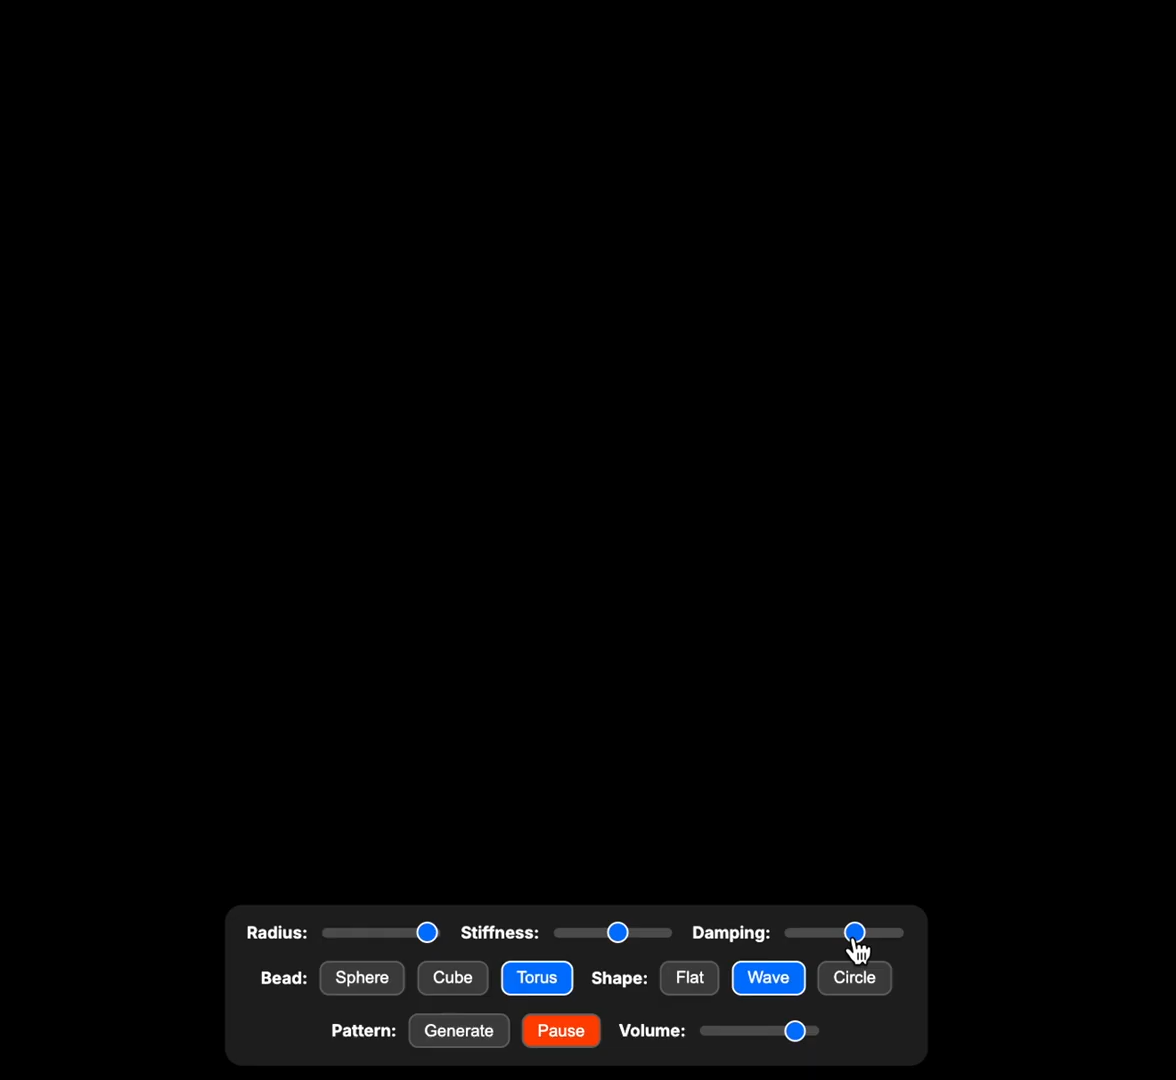 Radius: Stiffness: Damping:
Bead: Sphere Cube Torus Shape: Flat Wave Circle
Pattern: Generate Pause Volume: